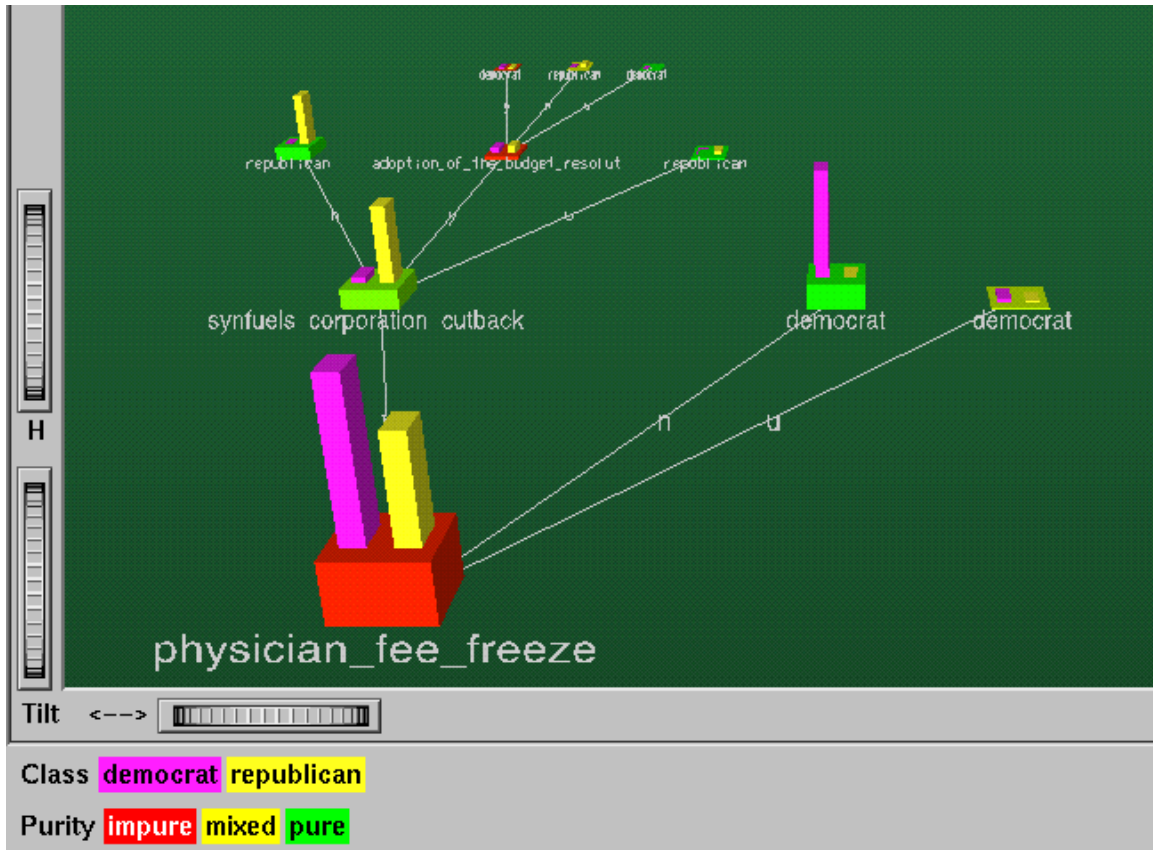 democrat republican democrat
y n u
republican adoption_of_the_budget_resolut republican
n y u
synfuels corporation cutback democrat democrat
n u
physician_fee_freeze
H
Tilt <-->
Class democrat republican
Purity impure mixed pure